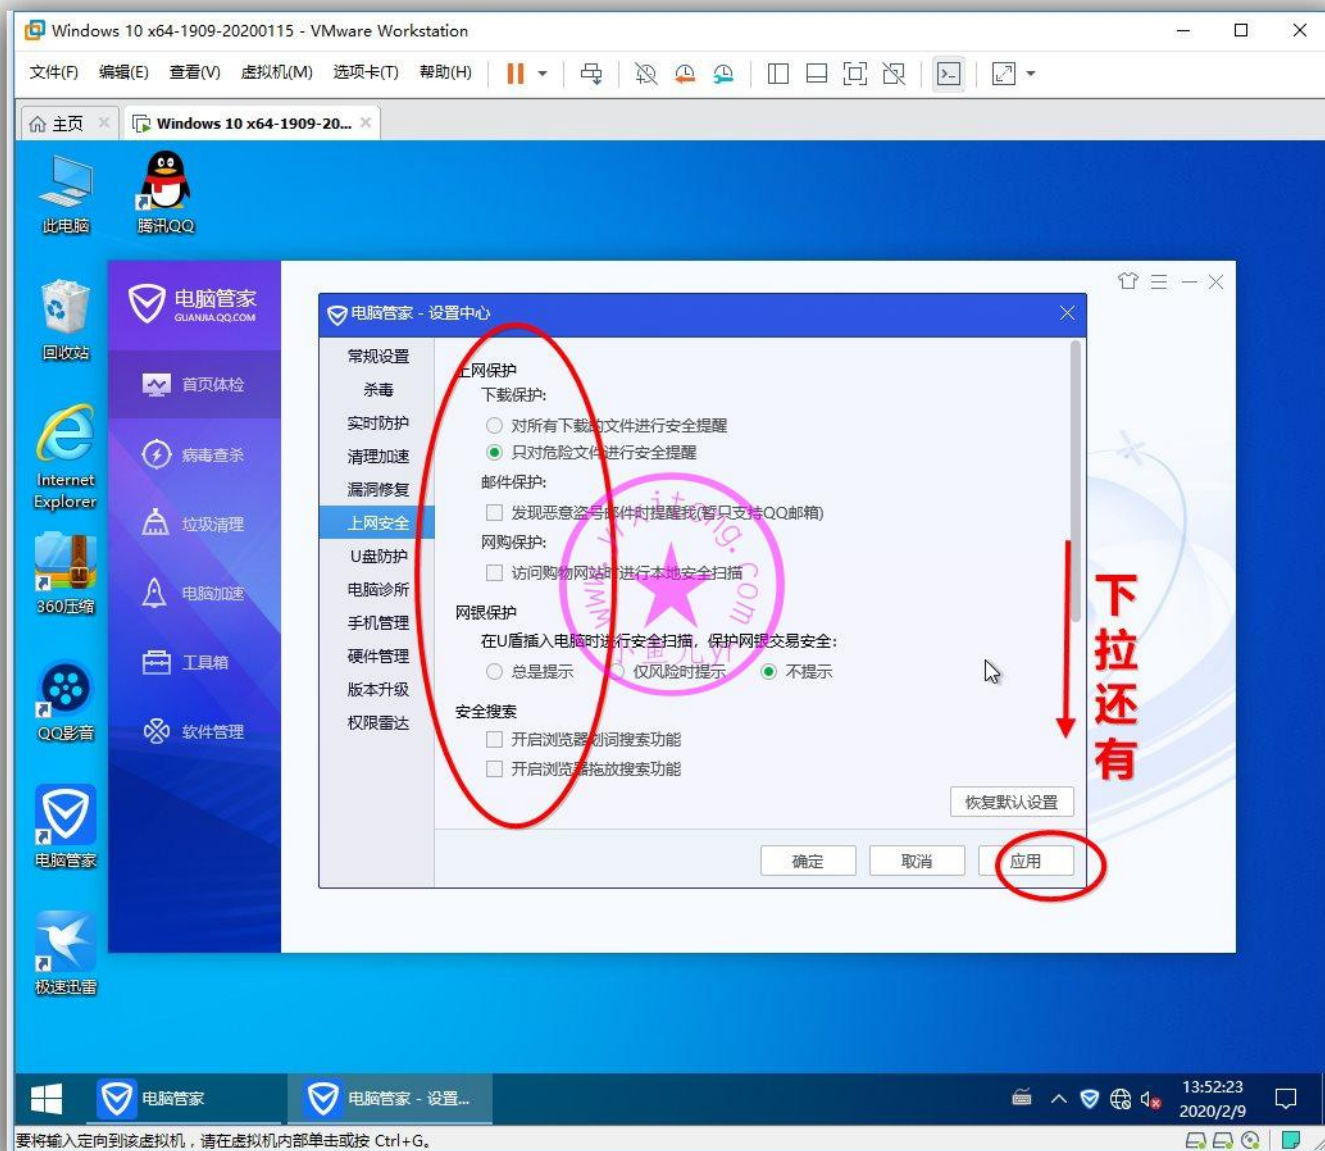 Windows 10 x64-1909-20200115 - VMware Workstation
文件(F) 编辑(E) 查看(V) 虚拟机(M) 选项卡(T) 帮助(H)
主页 Windows 10 x64-1909-20...
此电脑 腾讯QQ
回收站
Internet Explorer
360压缩
QQ影音
电脑管家
极速迅雷
电脑管家
GUANJIA.QQ.COM
首页体检
病毒查杀
垃圾清理
电脑加速
工具箱
软件管理
电脑管家 - 设置中心
常规设置
杀毒
实时防护
清理加速
漏洞修复
上网安全
U盘防护
电脑诊所
手机管理
硬件管理
版本升级
权限雷达
上网保护
下载保护:
对所有下载的文件进行安全提醒
只对危险文件进行安全提醒
邮件保护:
发现恶意盗号邮件时提醒我(暂只支持QQ邮箱)
网购保护:
访问购物网站时进行本地安全扫描
网银保护
在U盾插入电脑时进行安全扫描，保护网银交易安全:
总是提示 仅风险时提示 不提示
安全搜索
开启浏览器划词搜索功能
开启浏览器拖放搜索功能
恢复默认设置
确定 取消 应用
www.yrxitong.com
小鱼儿yr
下拉还有
电脑管家 电脑管家 - 设置...
13:52:23
2020/2/9
要将输入定向到该虚拟机，请在虚拟机内部单击或按 Ctrl+G。